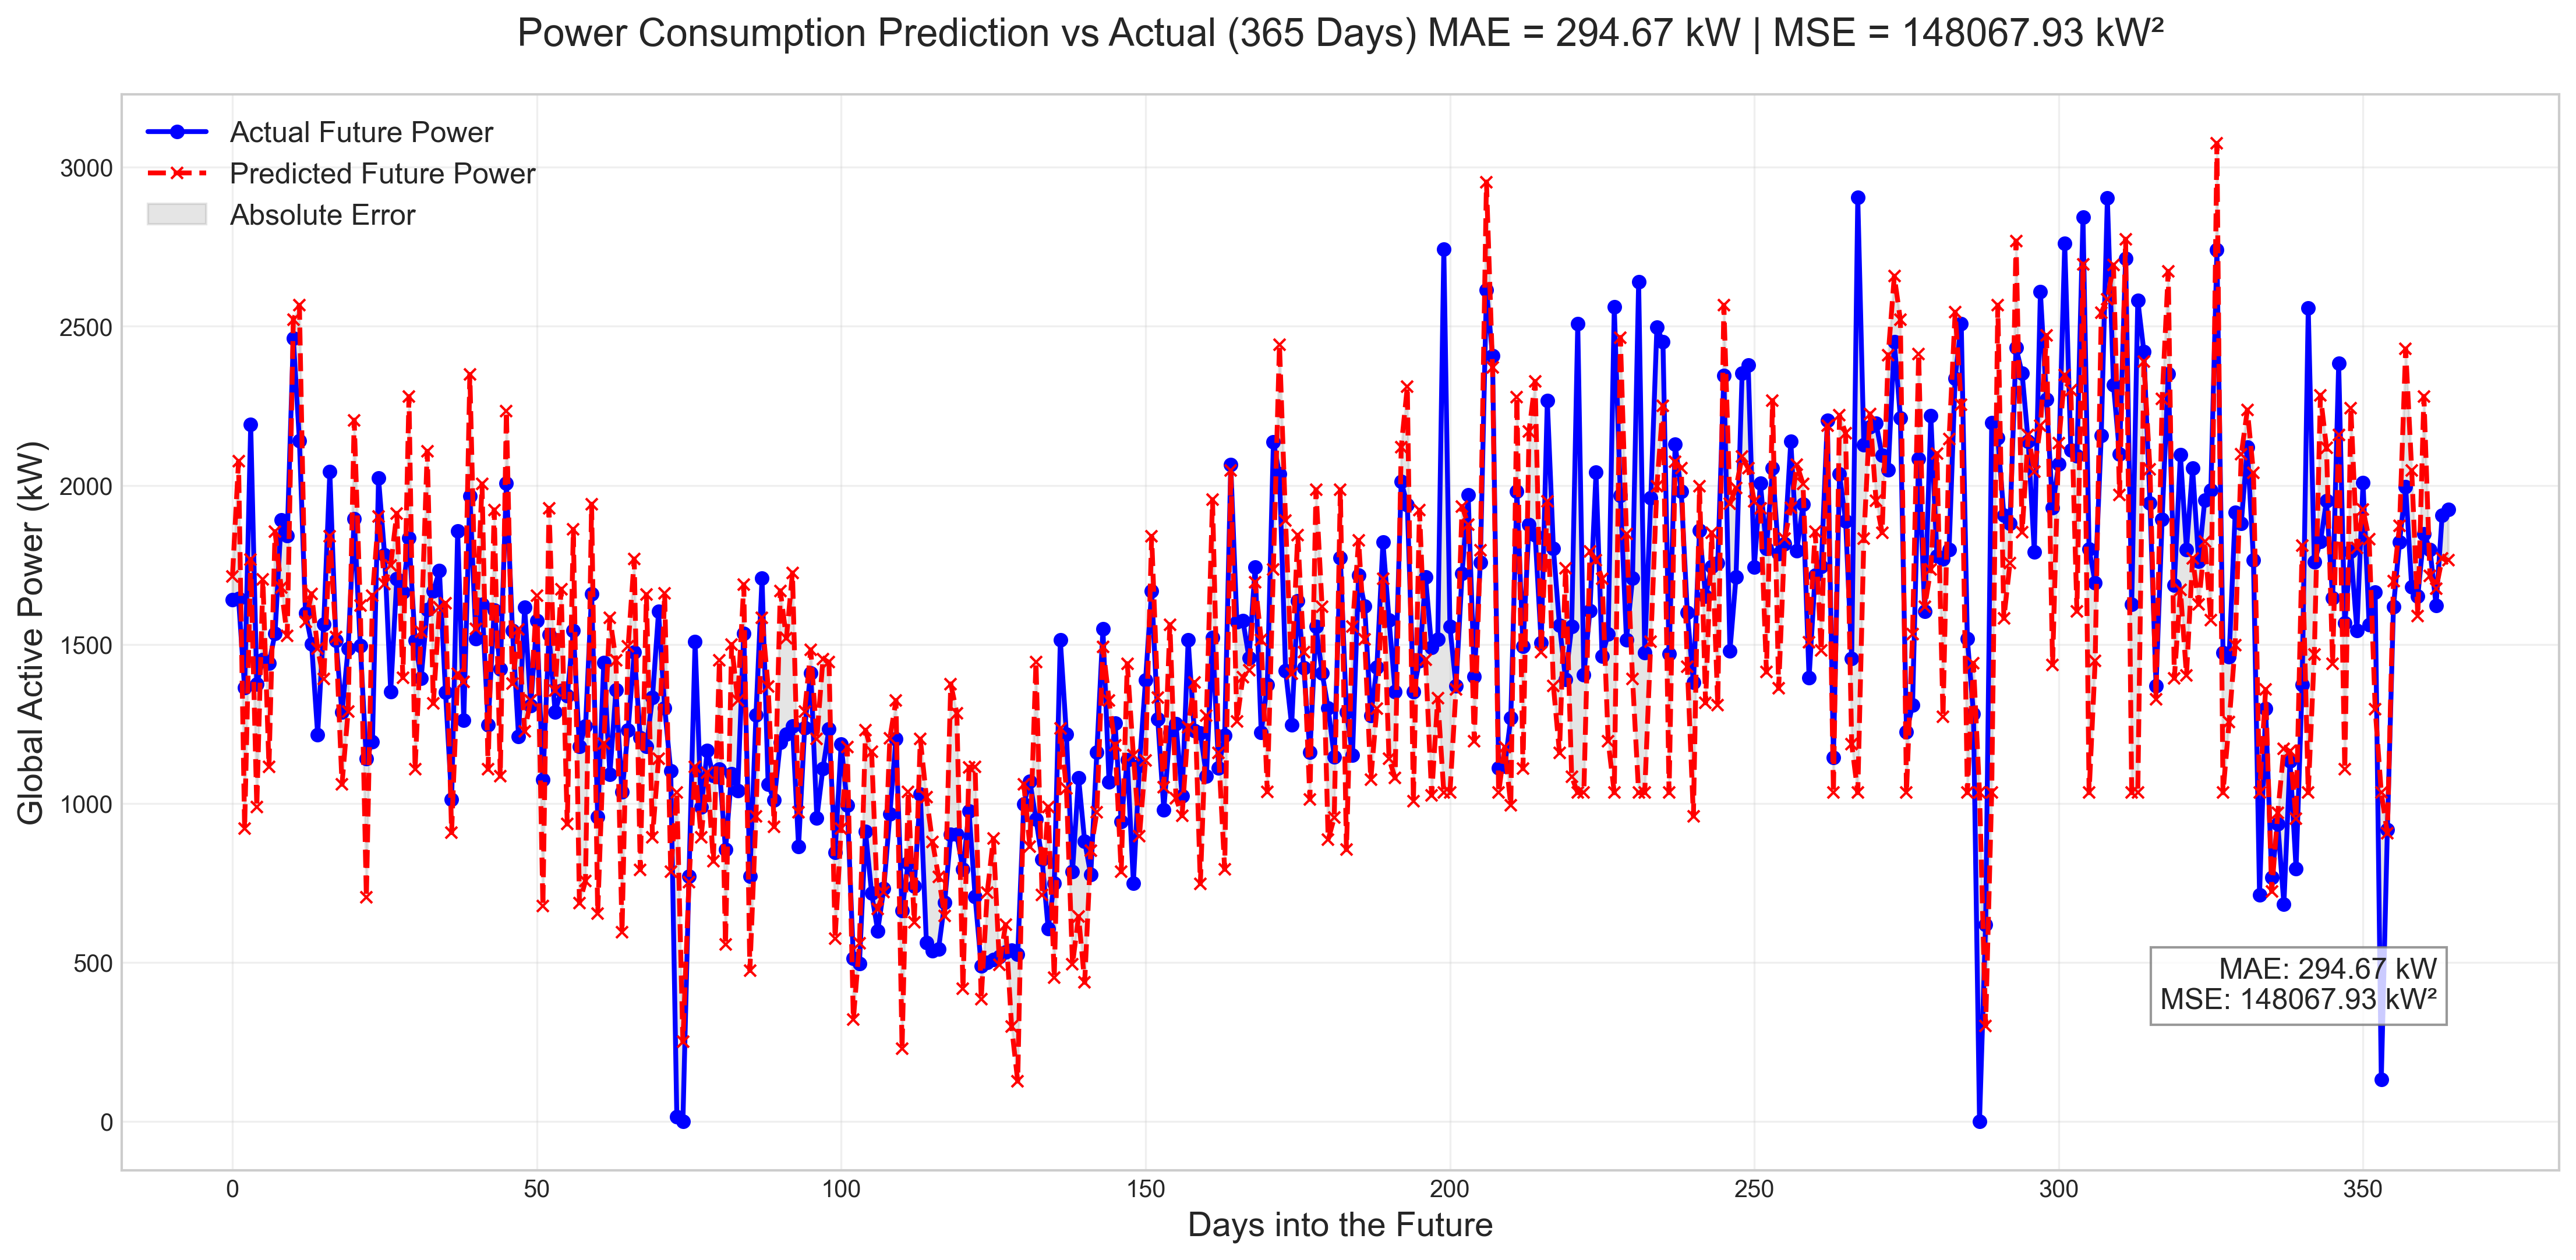 Power Consumption Prediction vs Actual (365 Days) MAE = 294.67 kW | MSE = 148067.93 kW²
Actual Future Power
Predicted Future Power
Absolute Error
Global Active Power (kW)
3000
2500
2000
1500
1000
500
0
MAE: 294.67 kW
MSE: 148067.93 kW²
0 50 100 150 200 250 300 350
Days into the Future